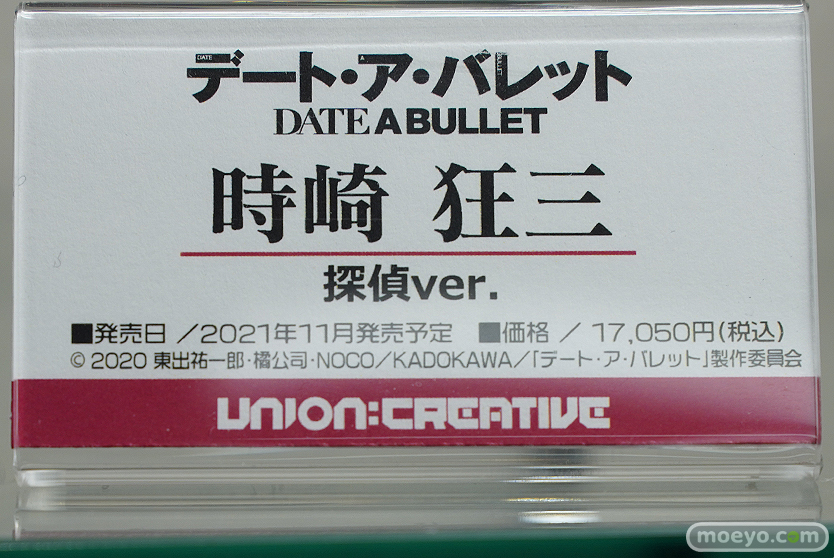 デート・ア・バレット
DATE A BULLET
時崎 狂三
探偵ver.
■発売日 ／2021年11月発売予定 ■価格 ／ 17,050円(税込)
© 2020 東出祐一郎・橘公司・NOCO／KADOKAWA／「デート・ア・バレット」製作委員会
UNION:CREATIVE
moeyo.com